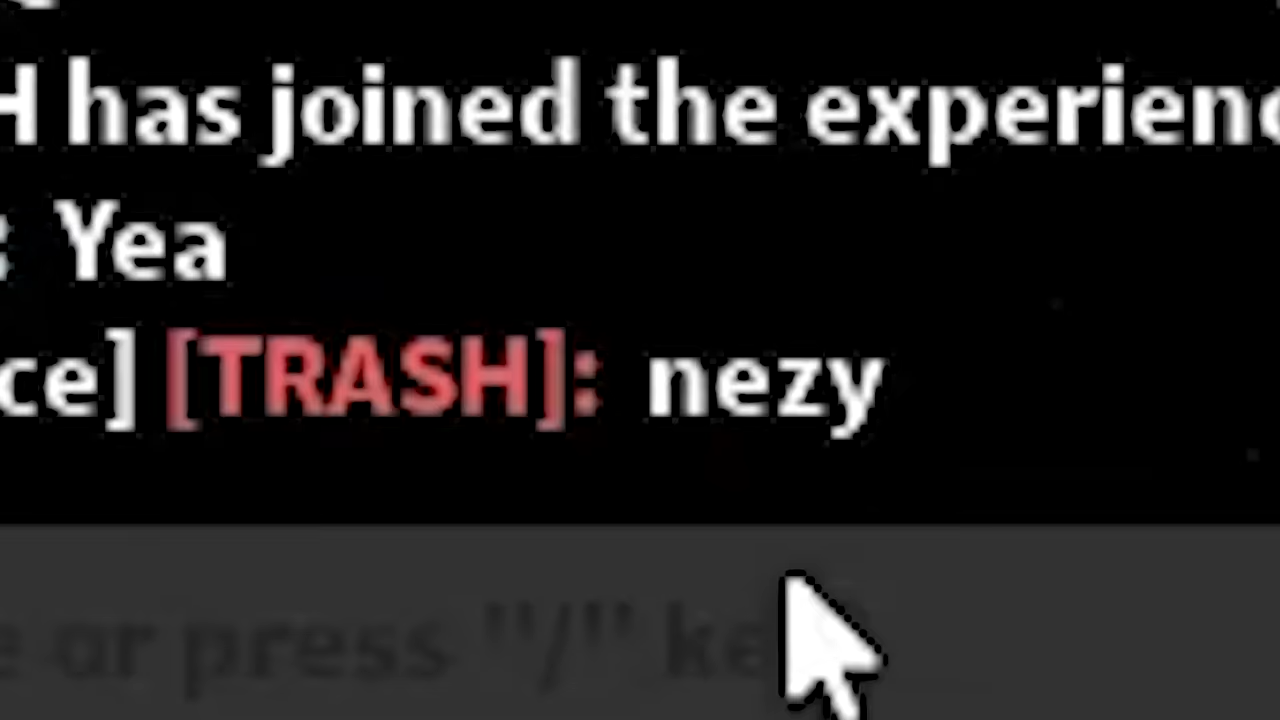 H has joined the experienc
: Yea
ce] [TRASH]: nezy
e or press "/" ke